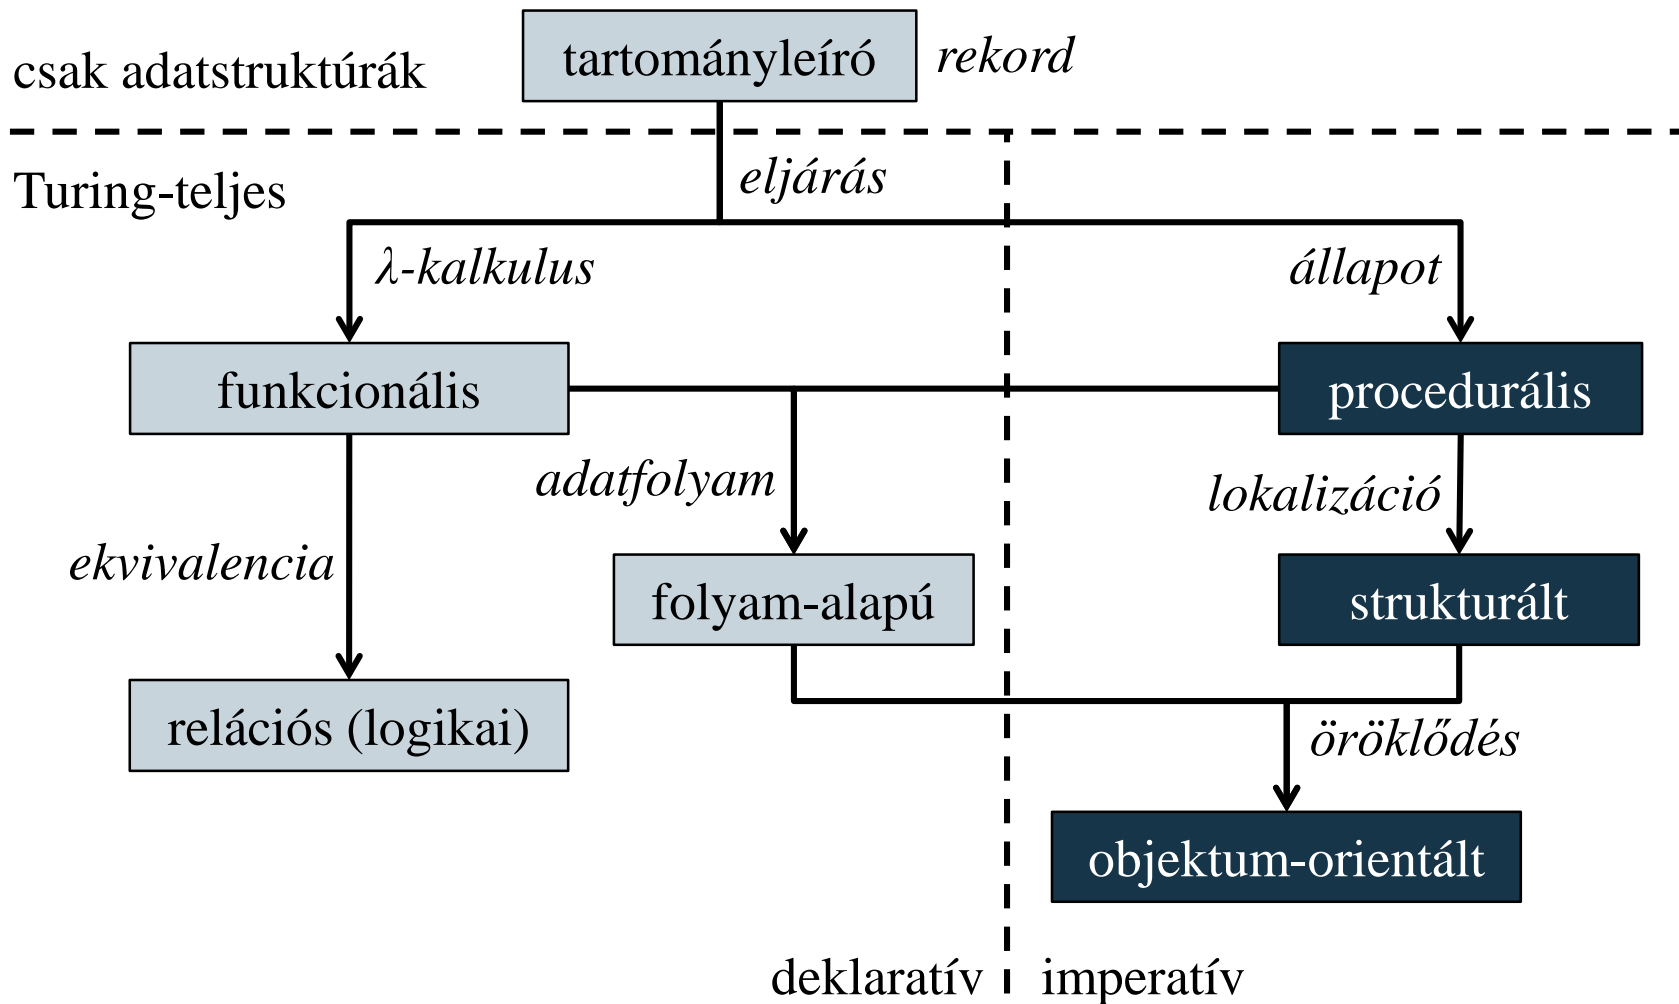 tartományleíró
rekord
csak adatstruktúrák
Turing-teljes
eljárás
λ-kalkulus
állapot
funkcionális
procedurális
adatfolyam
lokalizáció
ekvivalencia
folyam-alapú
strukturált
relációs (logikai)
öröklődés
objektum-orientált
deklaratív
imperatív